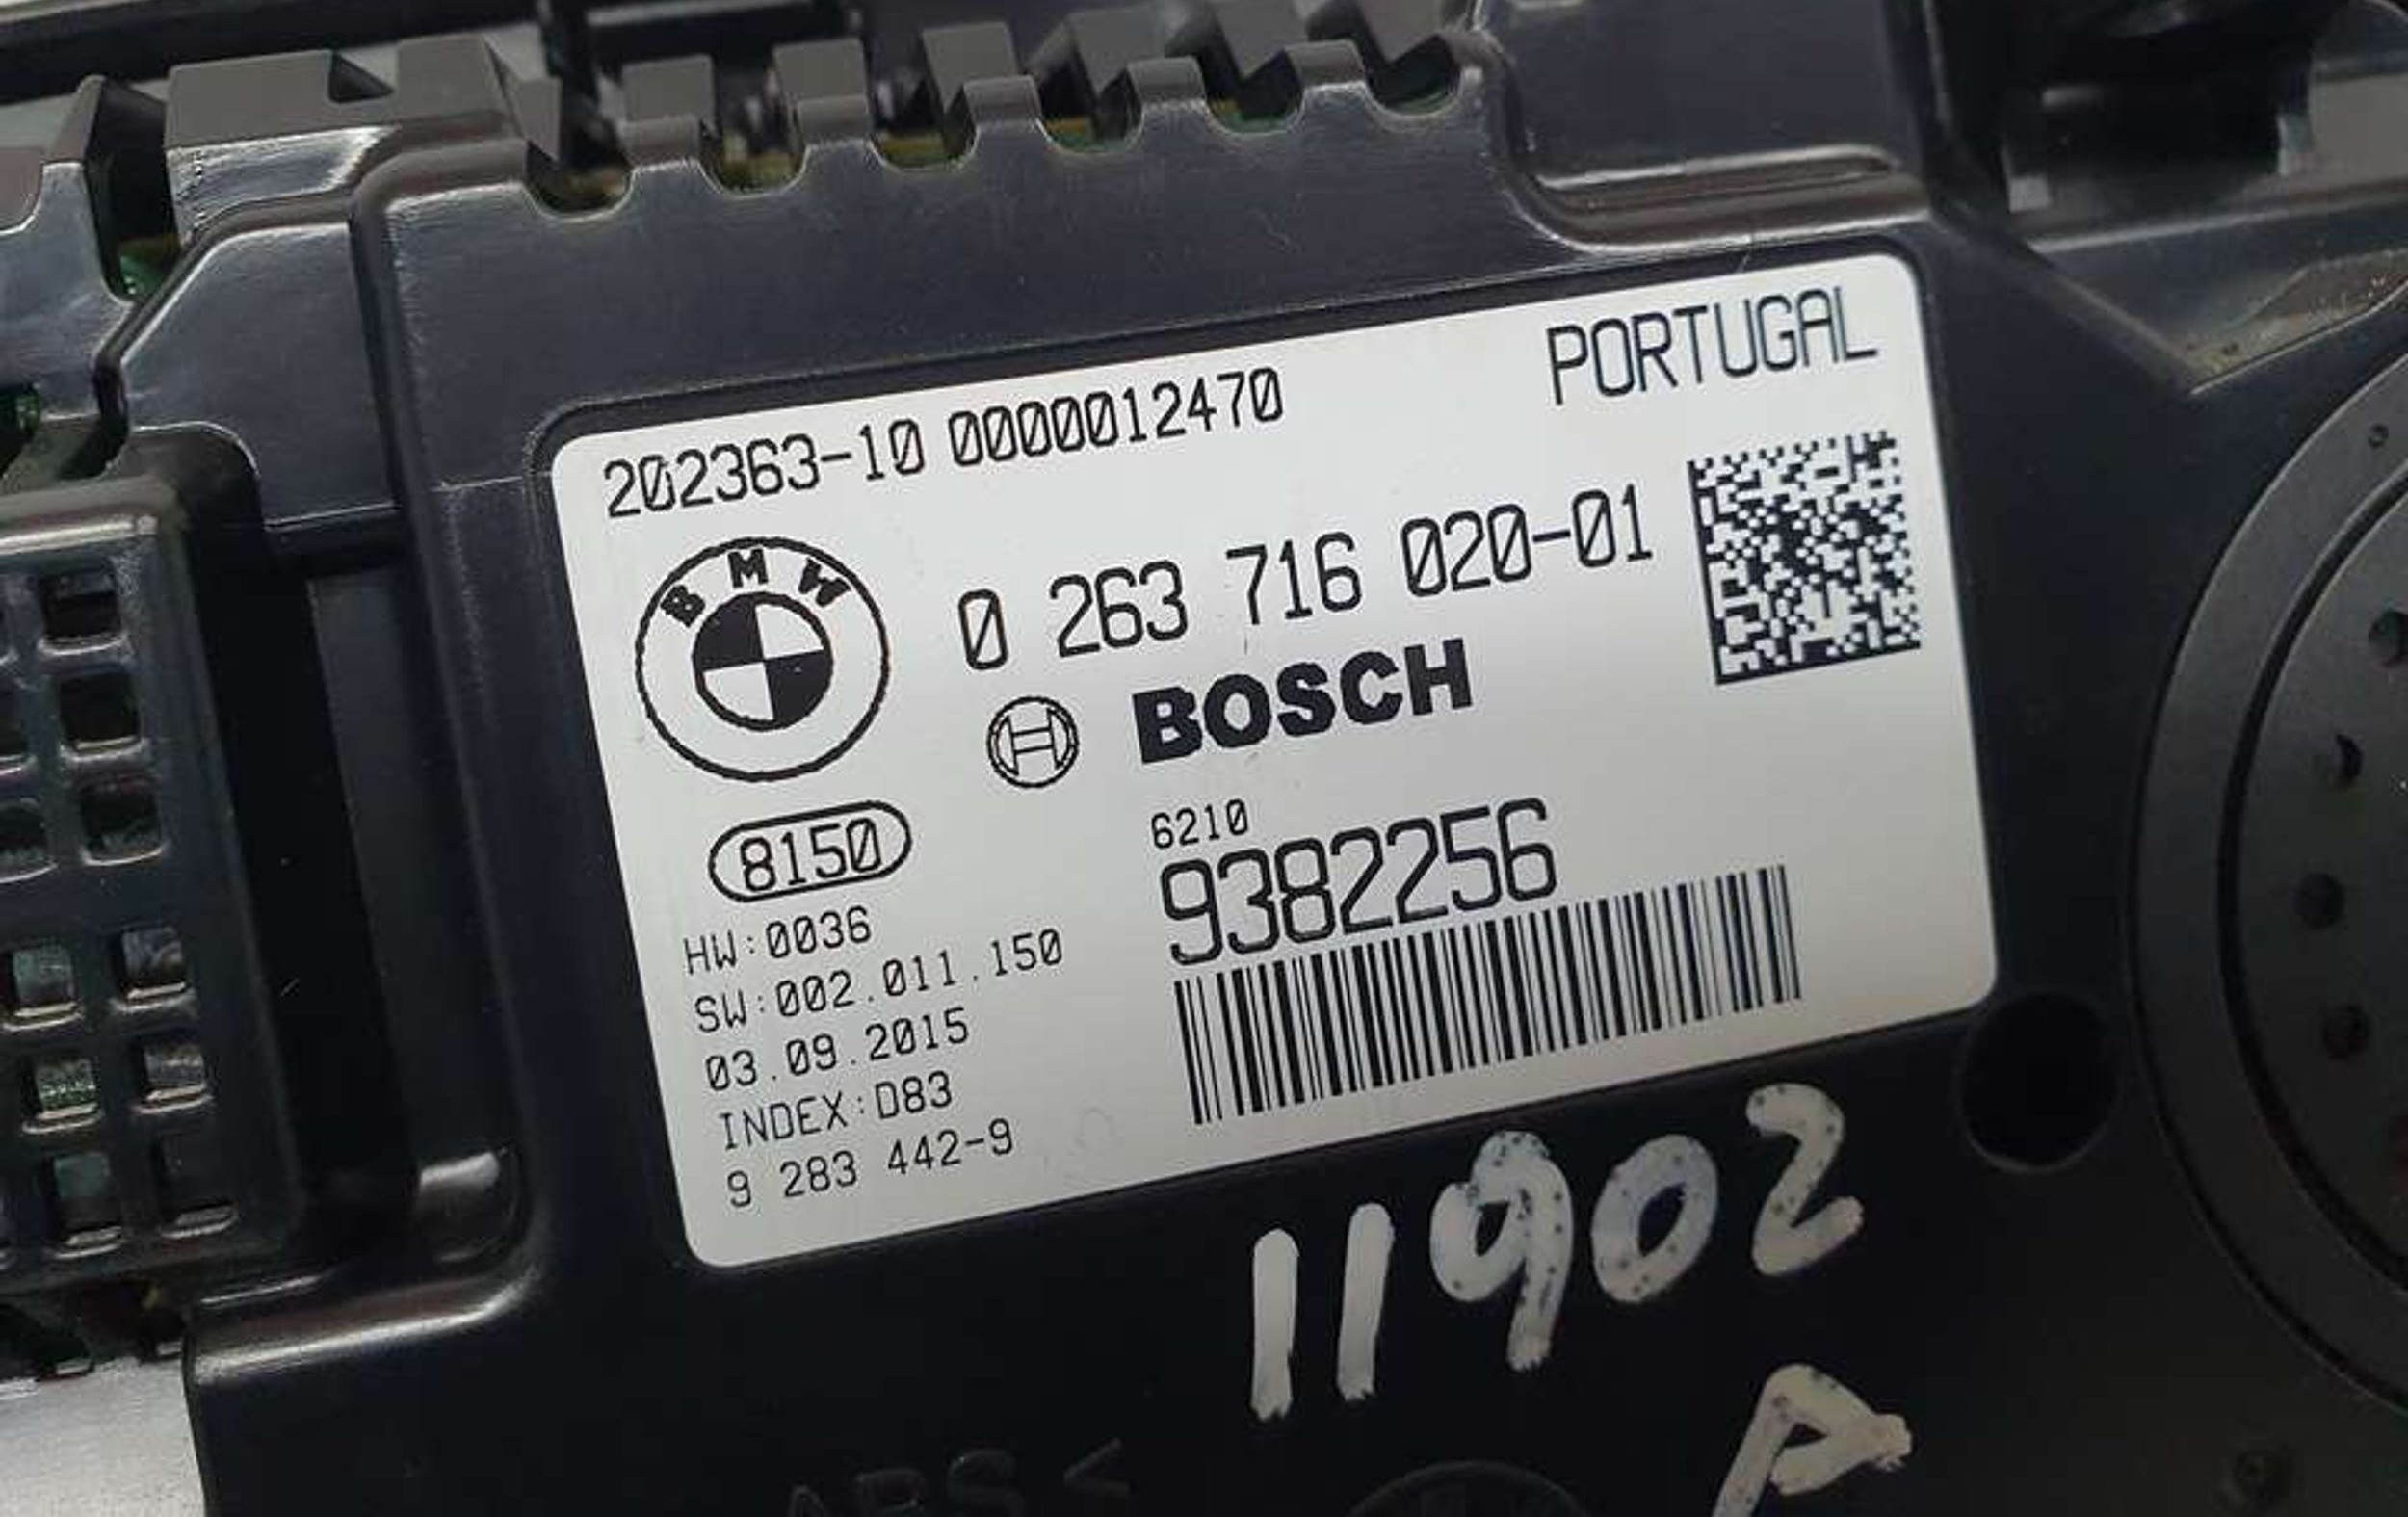 PORTUGAL
202363-10 0000012470
BMW
0 263 716 020-01
BOSCH
8150
6210
9382256
HW:0036
SW:002.011.150
03.09.2015
INDEX:D83
9 283 442-9
11902
A